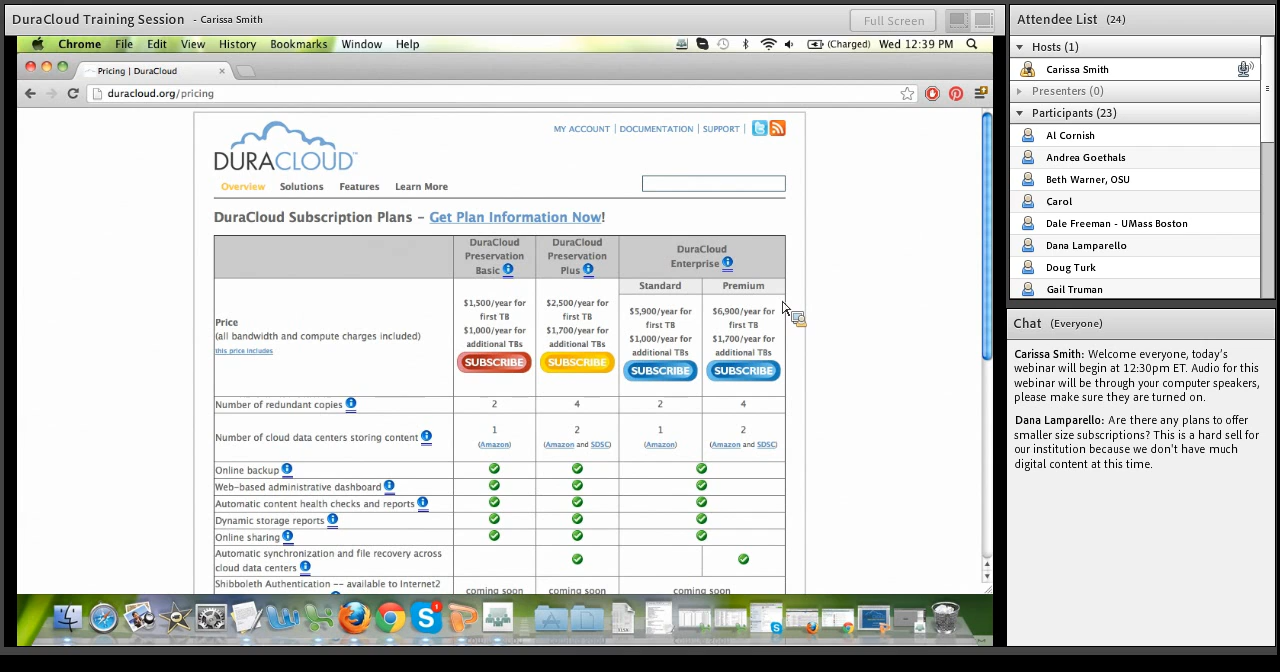 DuraCloud Training Session - Carissa Smith
Full Screen
Chrome File Edit View History Bookmarks Window Help
(Charged) Wed 12:39 PM
Pricing | DuraCloud
duracloud.org/pricing
MY ACCOUNT | DOCUMENTATION | SUPPORT |
DURACLOUD™
Overview Solutions Features Learn More
DuraCloud Subscription Plans – Get Plan Information Now!
DuraCloud
Preservation
Basic
DuraCloud
Preservation
Plus
DuraCloud
Enterprise
Standard Premium
Price
(all bandwidth and compute charges included)
this price includes
$1,500/year for
first TB
$1,000/year for
additional TBs
SUBSCRIBE
$2,500/year for
first TB
$1,700/year for
additional TBs
SUBSCRIBE
$5,900/year for
first TB
$1,000/year for
additional TBs
SUBSCRIBE
$6,900/year for
first TB
$1,700/year for
additional TBs
SUBSCRIBE
Number of redundant copies 2 4 2 4
Number of cloud data centers storing content
1
(Amazon)
2
(Amazon and SDSC)
1
(Amazon)
2
(Amazon and SDSC)
Online backup
Web-based administrative dashboard
Automatic content health checks and reports
Dynamic storage reports
Online sharing
Automatic synchronization and file recovery across
cloud data centers
Shibboleth Authentication -- available to Internet2
coming soon coming soon coming soon
Attendee List (24)
Hosts (1)
Carissa Smith
Presenters (0)
Participants (23)
Al Cornish
Andrea Goethals
Beth Warner, OSU
Carol
Dale Freeman - UMass Boston
Dana Lamparello
Doug Turk
Gail Truman
Chat (Everyone)
Carissa Smith: Welcome everyone, today's
webinar will begin at 12:30pm ET. Audio for this
webinar will be through your computer speakers,
please make sure they are turned on.
Dana Lamparello: Are there any plans to offer
smaller size subscriptions? This is a hard sell for
our institution because we don't have much
digital content at this time.